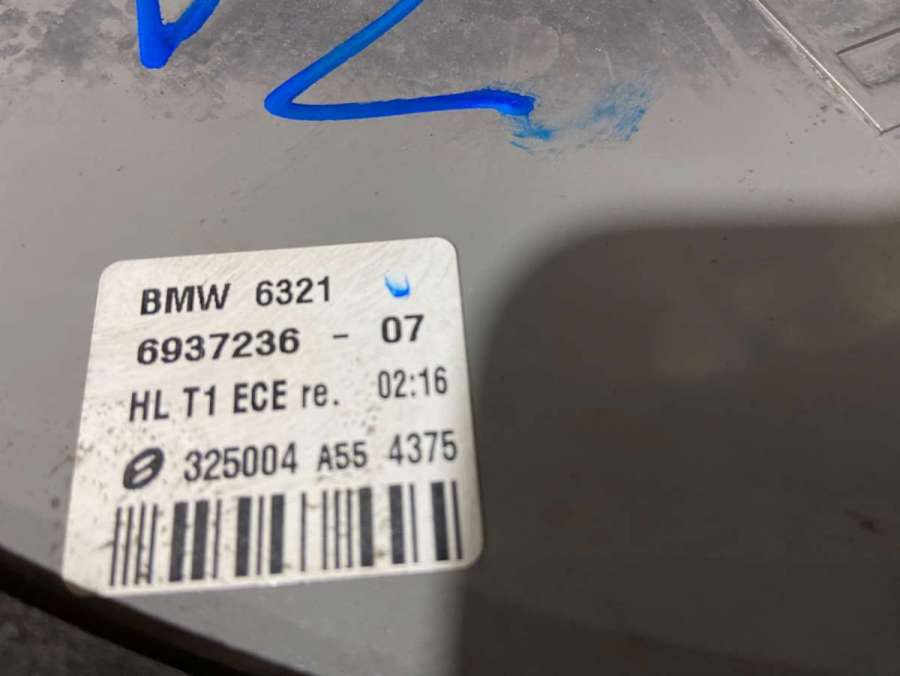 BMW 6321
6937236 - 07
HL T1 ECE re. 02:16
325004 A55 4375